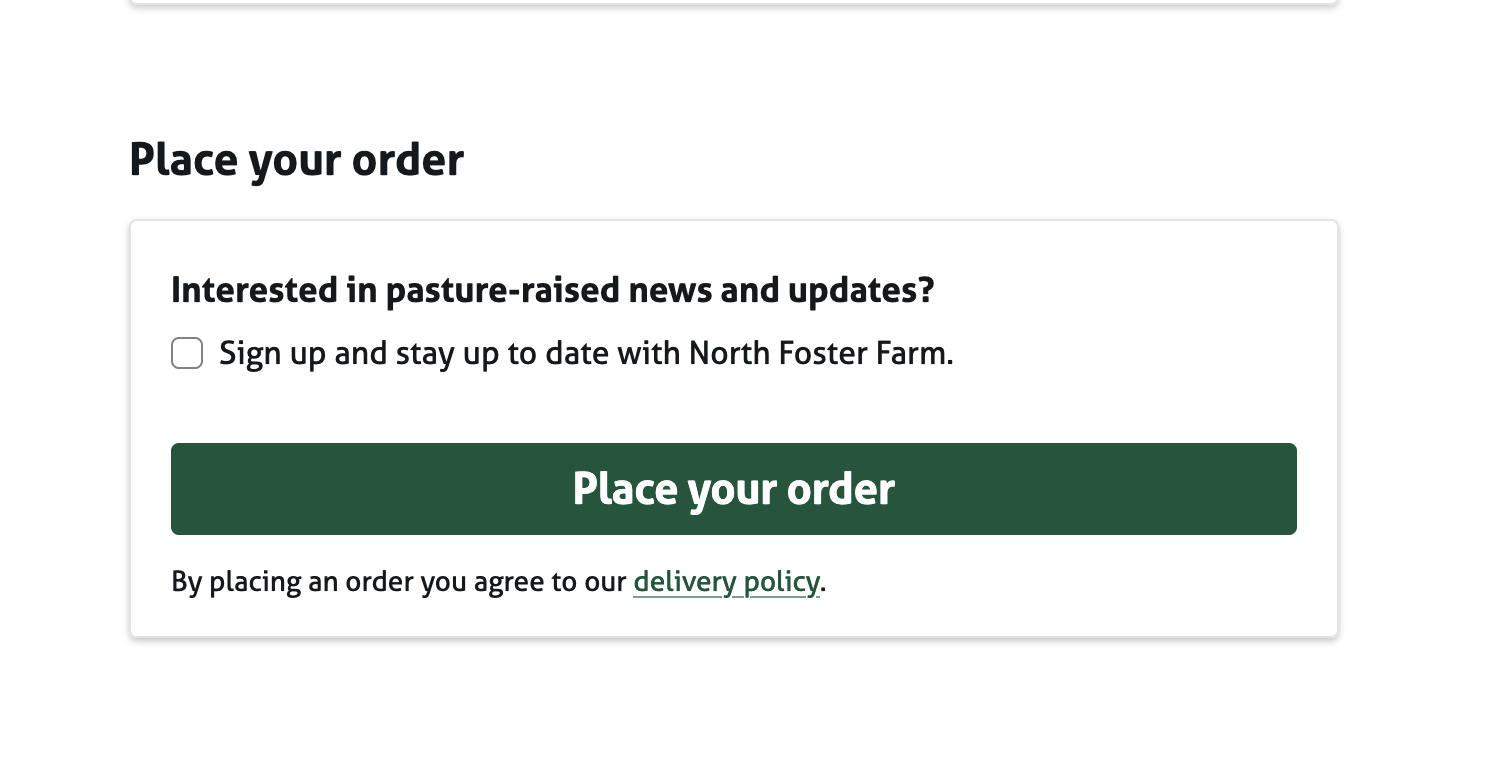 Place your order
Interested in pasture-raised news and updates?
Sign up and stay up to date with North Foster Farm.
Place your order
By placing an order you agree to our delivery policy.